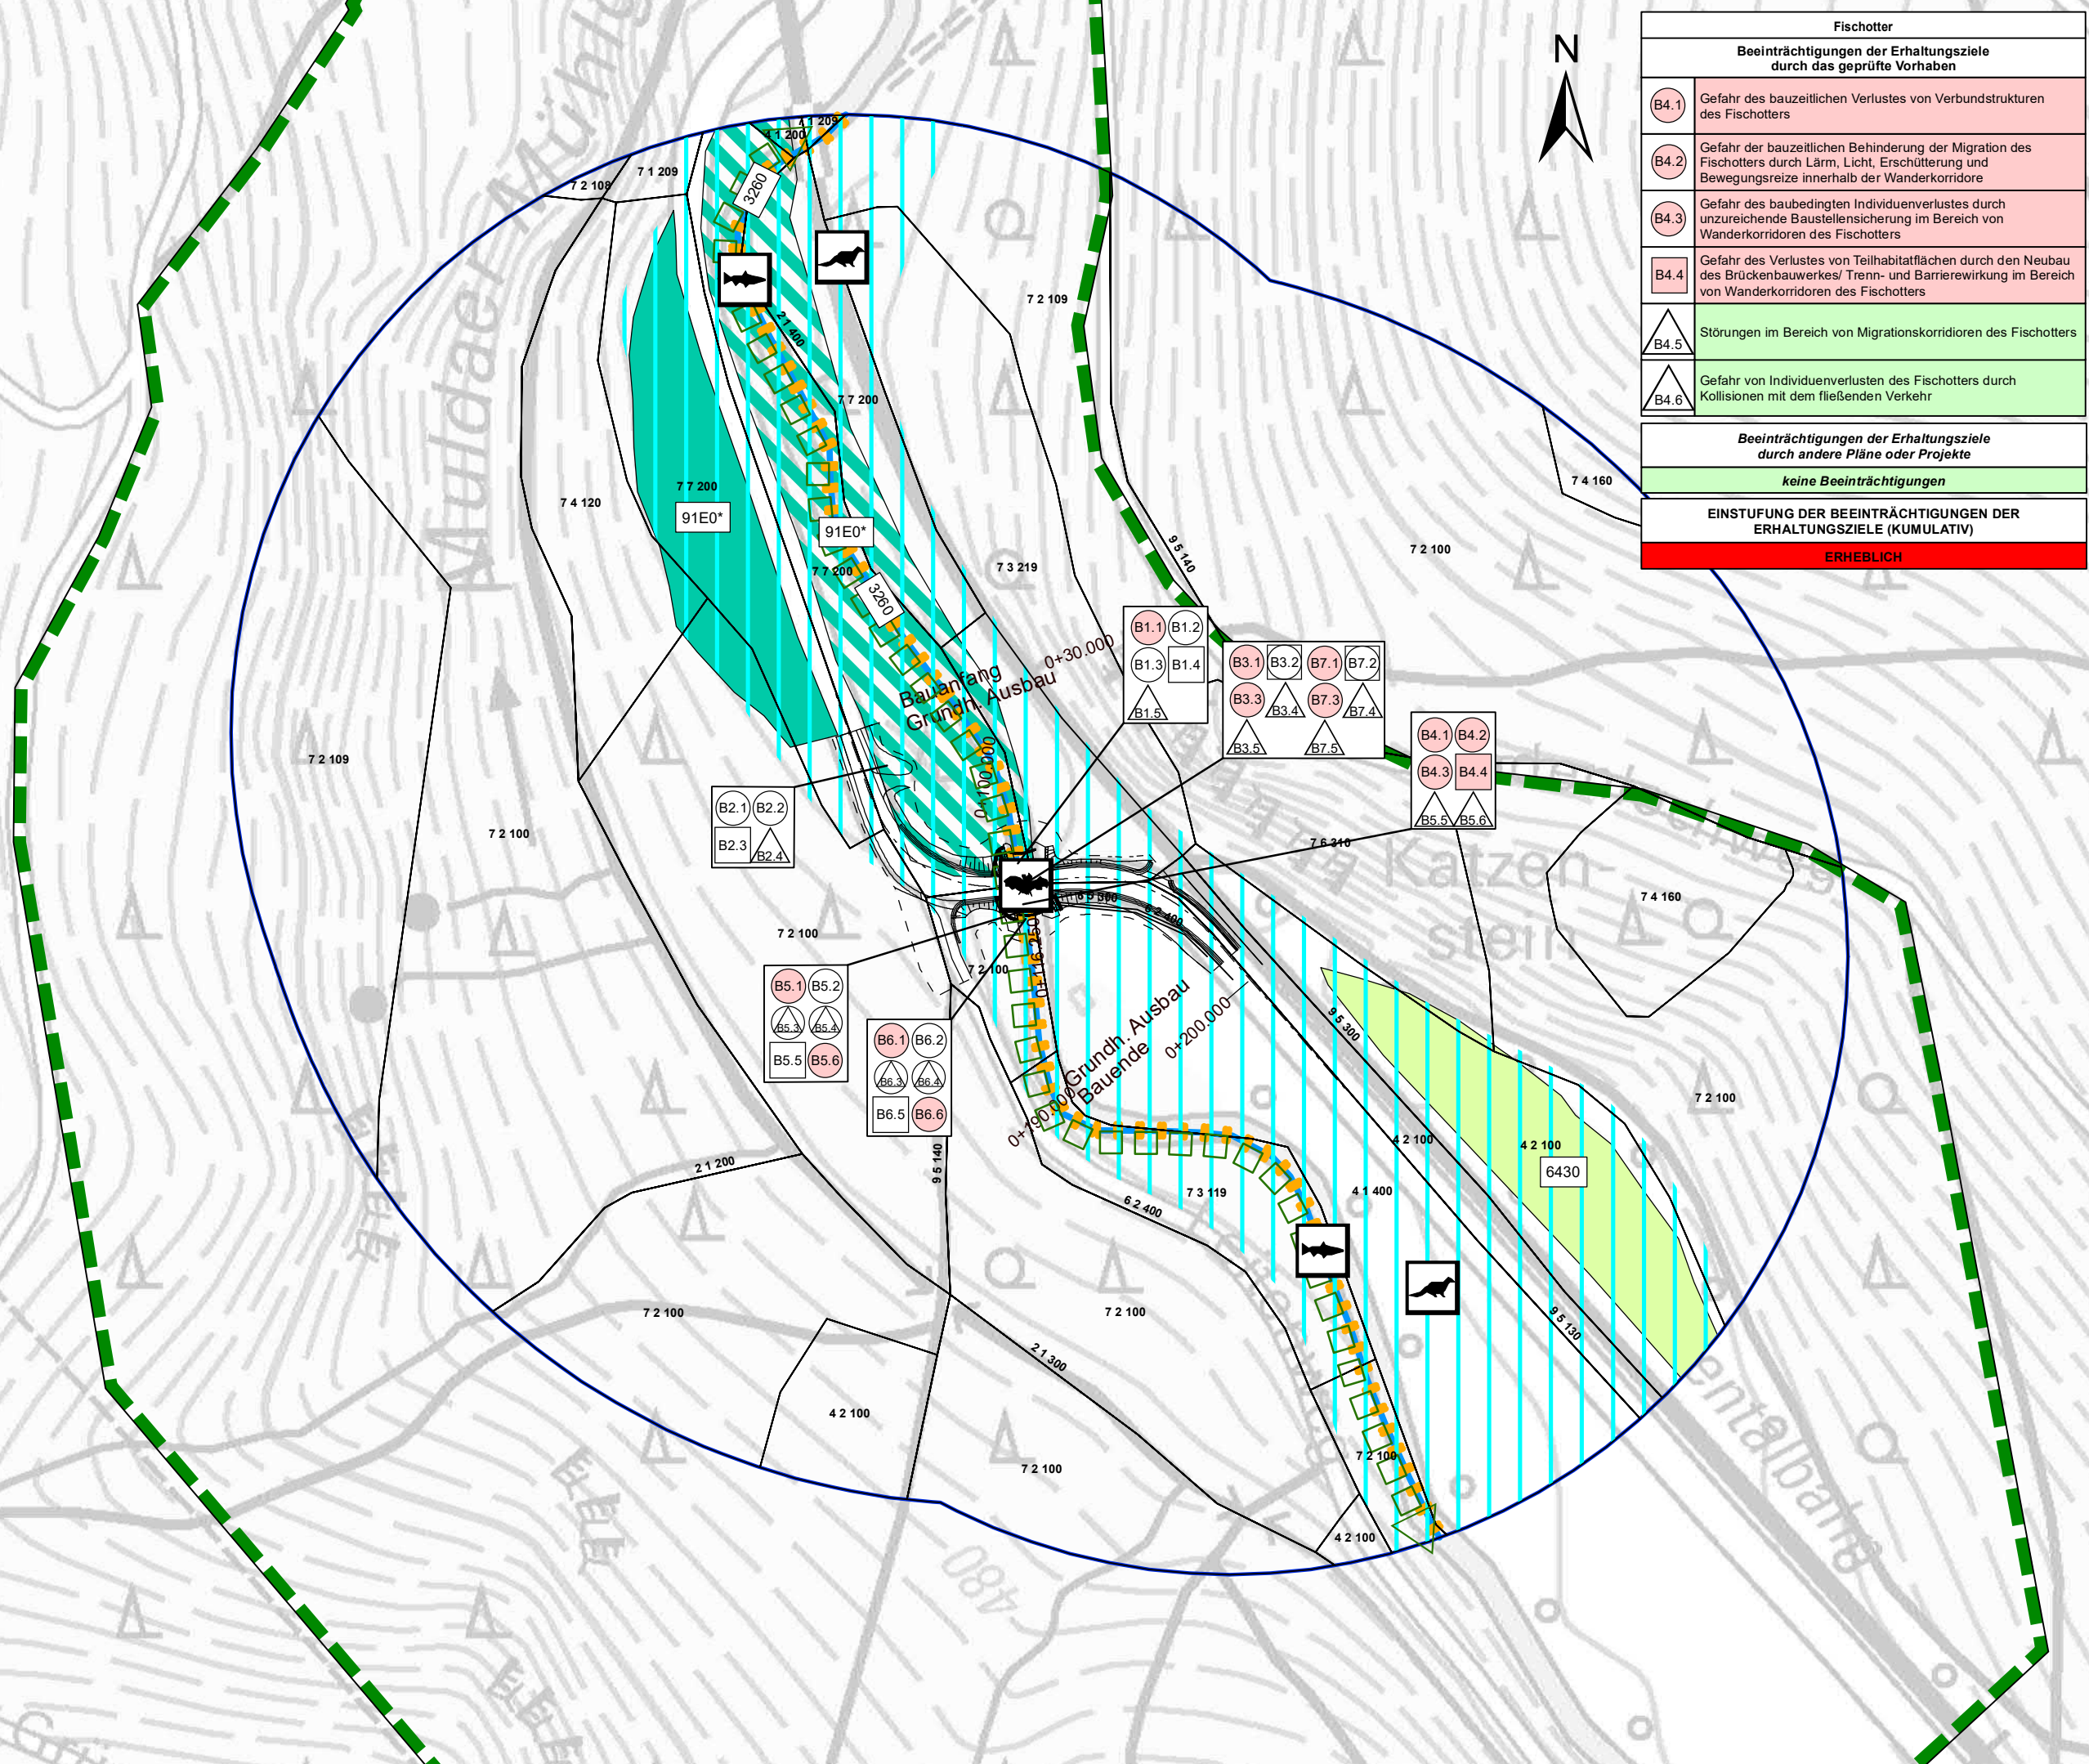 Fischotter
Beeinträchtigungen der Erhaltungsziele
durch das geprüfte Vorhaben
B4.1
Gefahr des bauzeitlichen Verlustes von Verbundstrukturen
des Fischotters
B4.2
Gefahr der bauzeitlichen Behinderung der Migration des
Fischotters durch Lärm, Licht, Erschütterung und
Bewegungsreize innerhalb der Wanderkorridore
B4.3
Gefahr des baubedingten Individuenverlustes durch
unzureichende Baustellensicherung im Bereich von
Wanderkorridoren des Fischotters
B4.4
Gefahr des Verlustes von Teilhabitatflächen durch den Neubau
des Brückenbauwerkes/ Trenn- und Barrierewirkung im Bereich
von Wanderkorridoren des Fischotters
B4.5
Störungen im Bereich von Migrationskorridioren des Fischotters
B4.6
Gefahr von Individuenverlusten des Fischotters durch
Kollisionen mit dem fließenden Verkehr
Beeinträchtigungen der Erhaltungsziele
durch andere Pläne oder Projekte
keine Beeinträchtigungen
EINSTUFUNG DER BEEINTRÄCHTIGUNGEN DER
ERHALTUNGSZIELE (KUMULATIV)
ERHEBLICH
N
7 1 209
4 1 200
7 1 209
7 2 108
3260
7 2 109
2 1 400
7 7 200
7 4 160
7 7 200
91E0*
7 4 120
91E0*
7 7 200
3260
7 3 219
9 5 140
7 2 100
Muldaer
0+30.000
Bauanfang
Grundh. Ausbau
0+100.000
B1.1 B1.2
B1.3 B1.4
B1.5
B3.1 B3.2 B7.1 B7.2
B3.3 B3.4 B7.3 B7.4
B3.5 B7.5
B4.1 B4.2
B4.3 B4.4
B5.5 B5.6
7 2 109
B2.1 B2.2
B2.3 B2.4
7 2 100
7 6 310
Katzen-
stein
7 4 160
6 2 400
7 2 100
7 2 100
B5.1 B5.2
B5.3 B5.4
B5.5 B5.6
B6.1 B6.2
B6.3 B6.4
B6.5 B6.6
Grundh. Ausbau
Bauende
0+200.000
0+190.000
9 5 300
7 2 100
4 2 100
4 2 100
6430
2 1 200
9 5 140
7 3 119
4 1 400
6 2 400
7 2 100
7 2 100
2 1 300
9 5 130
4 2 100
7 2 100
7 2 100
4 2 100
480